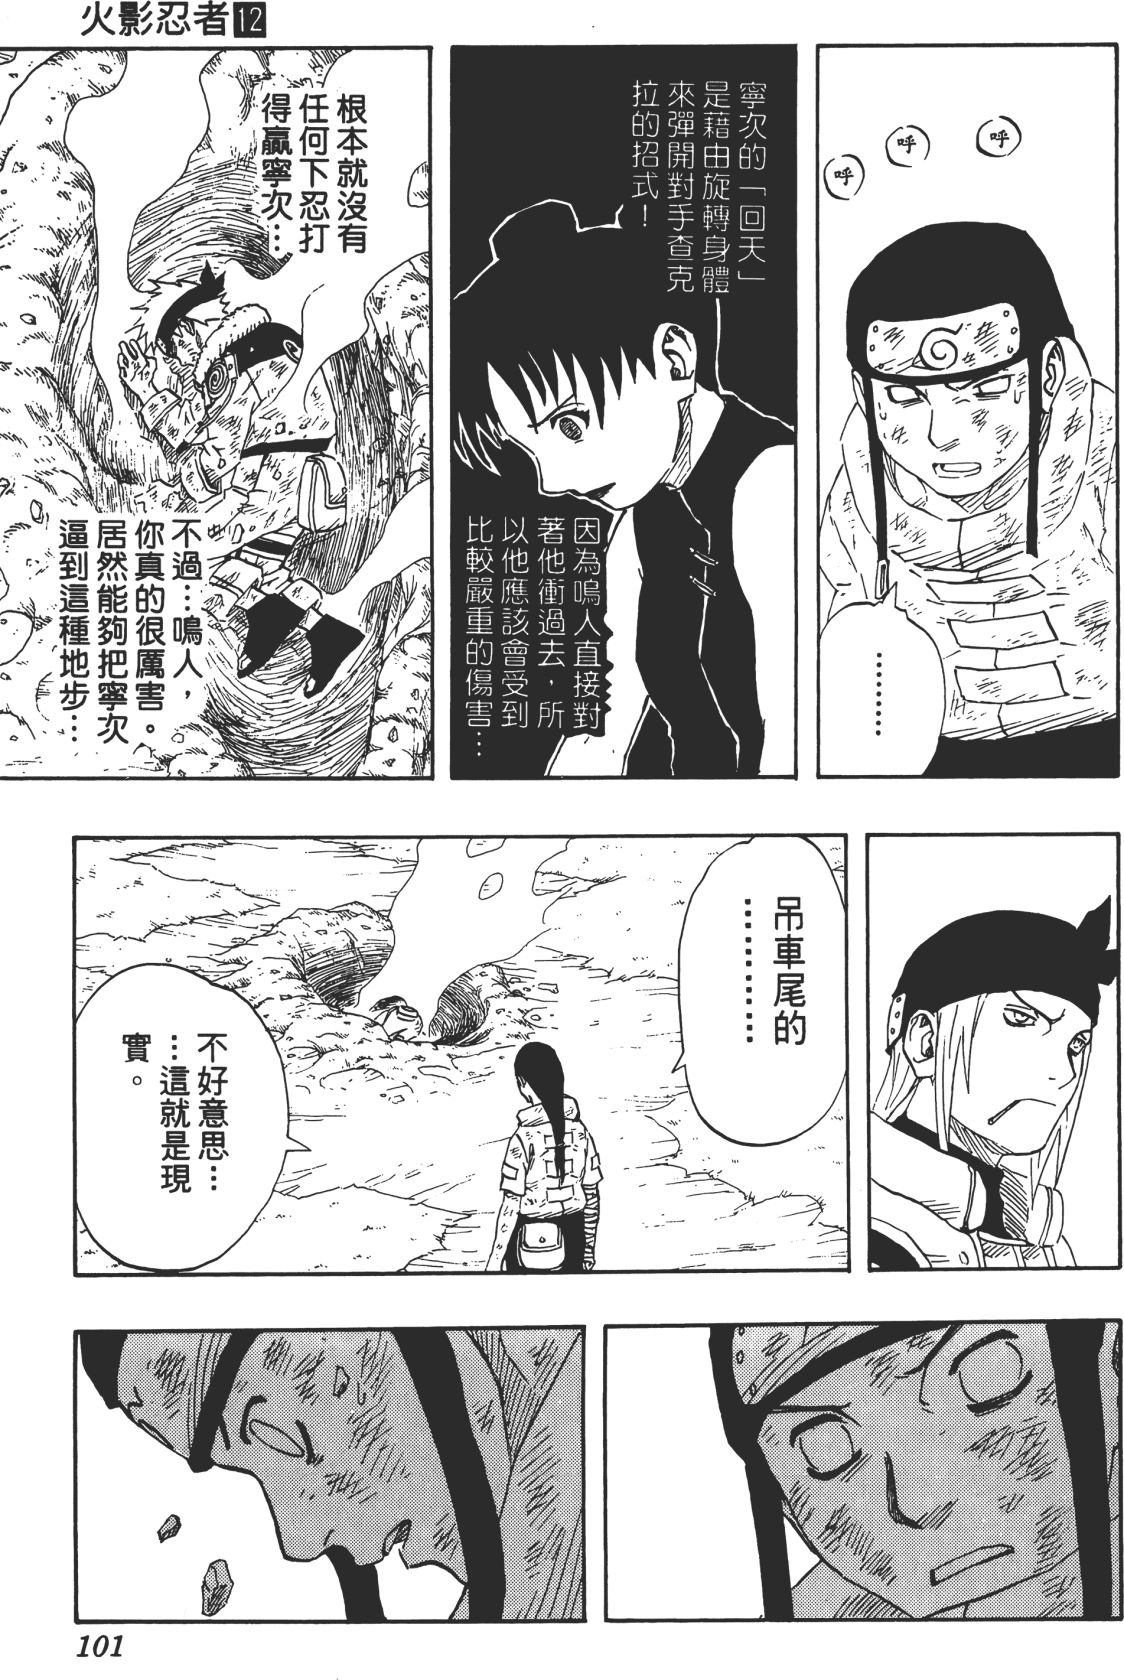 火影忍者12
呼
呼
呼
………
寧次的「回天」
是藉由旋轉身體
來彈開對手查克
拉的招式！
因為鳴人直接對
著他衝過去，所
以他應該會受到
比較嚴重的傷害…
根本就沒有
任何下忍打
得贏寧次…
不過…鳴人，
你真的很厲害。
居然能夠把寧次
逼到這種地步…
吊車尾的
…………
不好意思…
…這就是現
實。
101